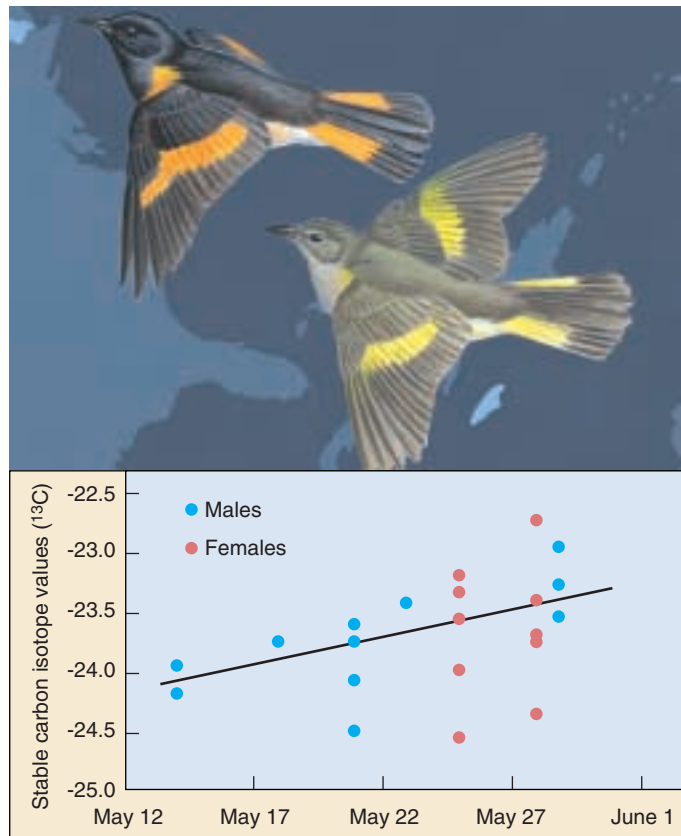 Stable carbon isotope values (¹³C)
-22.5
-23.0
-23.5
-24.0
-24.5
-25.0
Males
Females
May 12 May 17 May 22 May 27 June 1